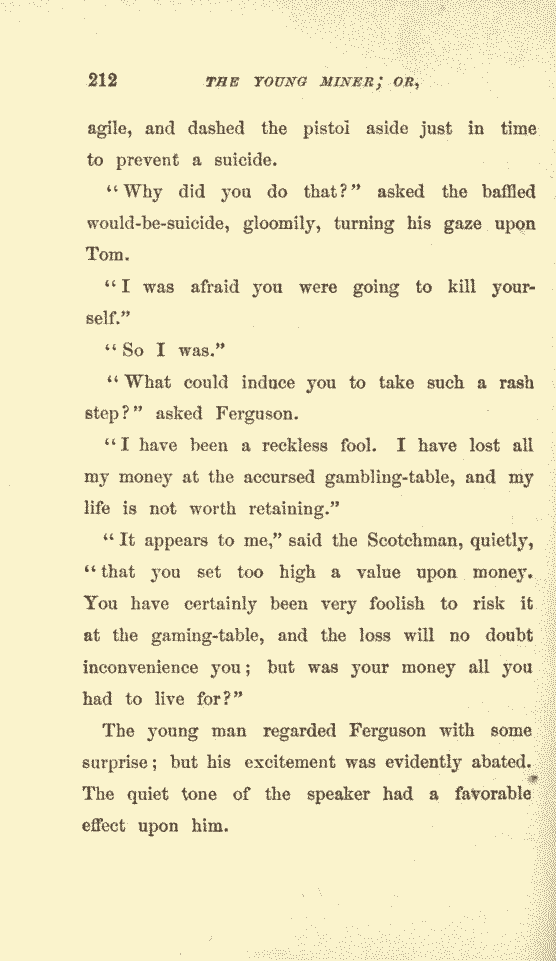 212 THE YOUNG MINER; OR,
agile, and dashed the pistol aside just in time
to prevent a suicide.
“Why did you do that?” asked the baffled
would-be-suicide, gloomily, turning his gaze upon
Tom.
“I was afraid you were going to kill your-
self.”
“So I was.”
“What could induce you to take such a rash
step?” asked Ferguson.
“I have been a reckless fool. I have lost all
my money at the accursed gambling-table, and my
life is not worth retaining.”
“It appears to me,” said the Scotchman, quietly,
“that you set too high a value upon money.
You have certainly been very foolish to risk it
at the gaming-table, and the loss will no doubt
inconvenience you; but was your money all you
had to live for?”
The young man regarded Ferguson with some
surprise; but his excitement was evidently abated.
The quiet tone of the speaker had a favorable
effect upon him.